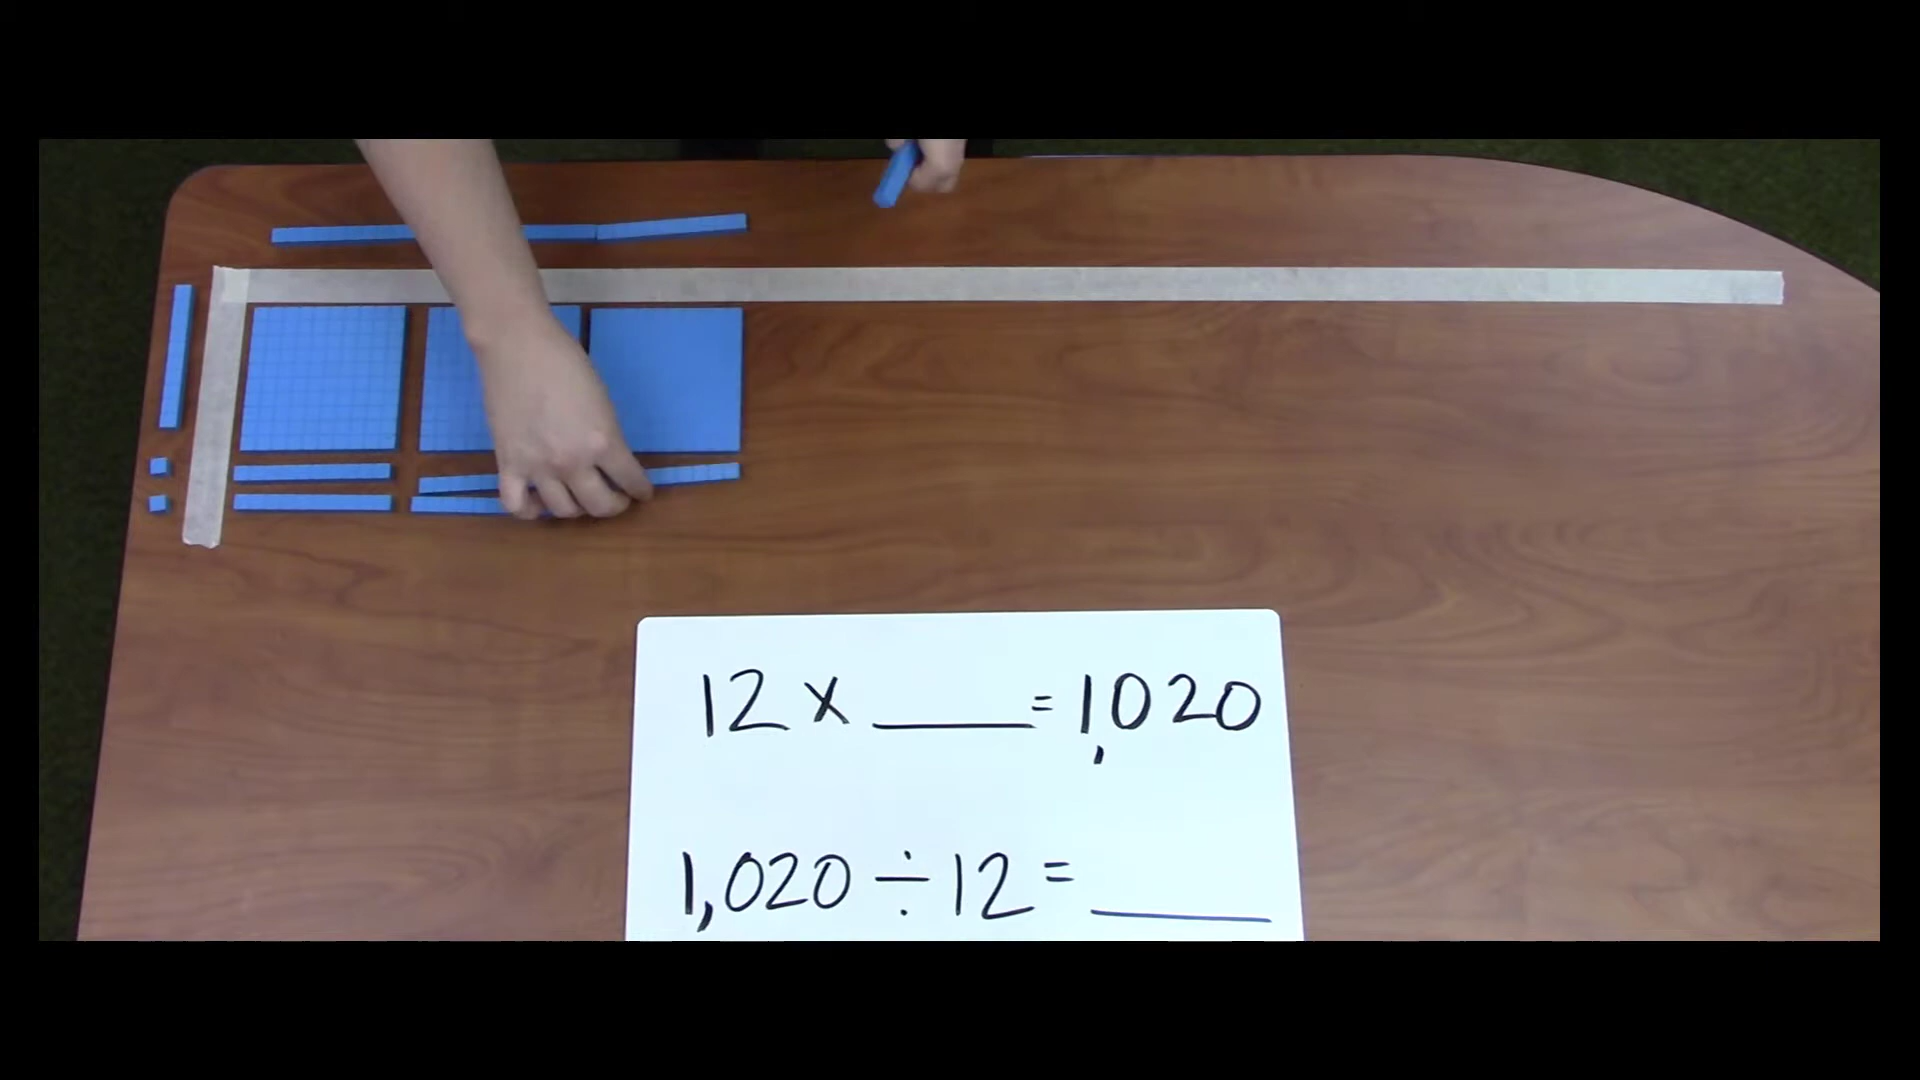 12 x ____ = 1,020
1,020 ÷ 12 = ____